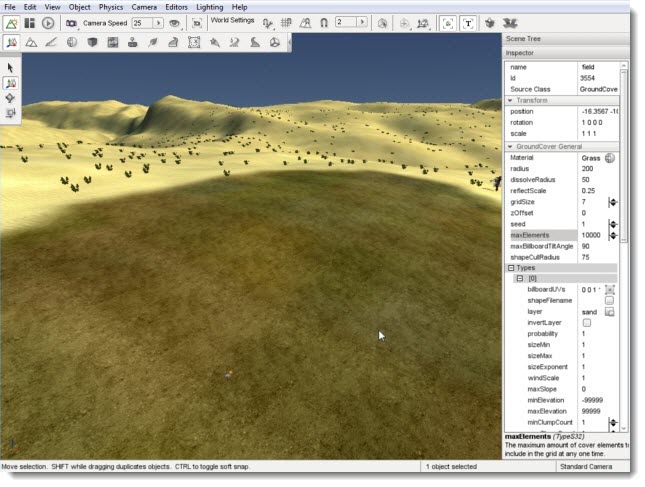 File Edit View Object Physics Camera Editors Lighting Help
Camera Speed 25 World Settings 2
T
Scene Tree
Inspector
name field
Id 3554
Source Class GroundCove
Transform
position -16.3567 -10
rotation 1 0 0 0
scale 1 1 1
GroundCover General
Material Grass
radius 200
dissolveRadius 50
reflectScale 0.25
gridSize 7
zOffset 0
seed 1
maxElements 10000
maxBillboardTiltAngle 90
shapeCullRadius 75
Types
[0]
billboardUVs 0 0 1
shapeFilename
layer sand
invertLayer
probability 1
sizeMin 1
sizeMax 1
sizeExponent 1
windScale 1
maxSlope 0
minElevation -99999
maxElevation 99999
minClumpCount 1
maxElements (TypeS32)
The maximum amount of cover elements to
include in the grid at any one time.
Move selection. SHIFT while dragging duplicates objects. CTRL to toggle soft snap. 1 object selected Standard Camera